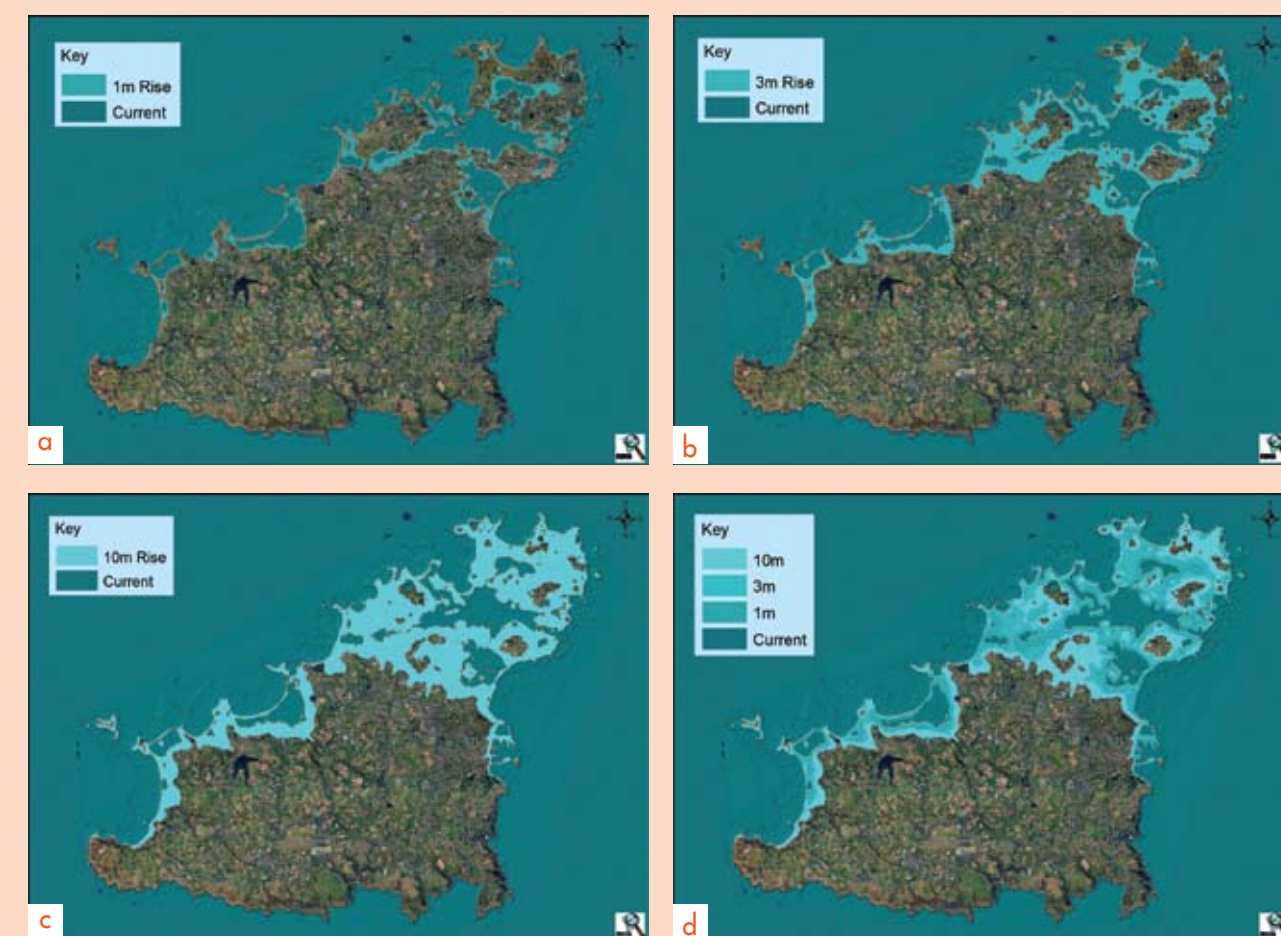 Key
1m Rise
Current
a
Key
3m Rise
Current
b
Key
10m Rise
Current
c
Key
10m
3m
1m
Current
d